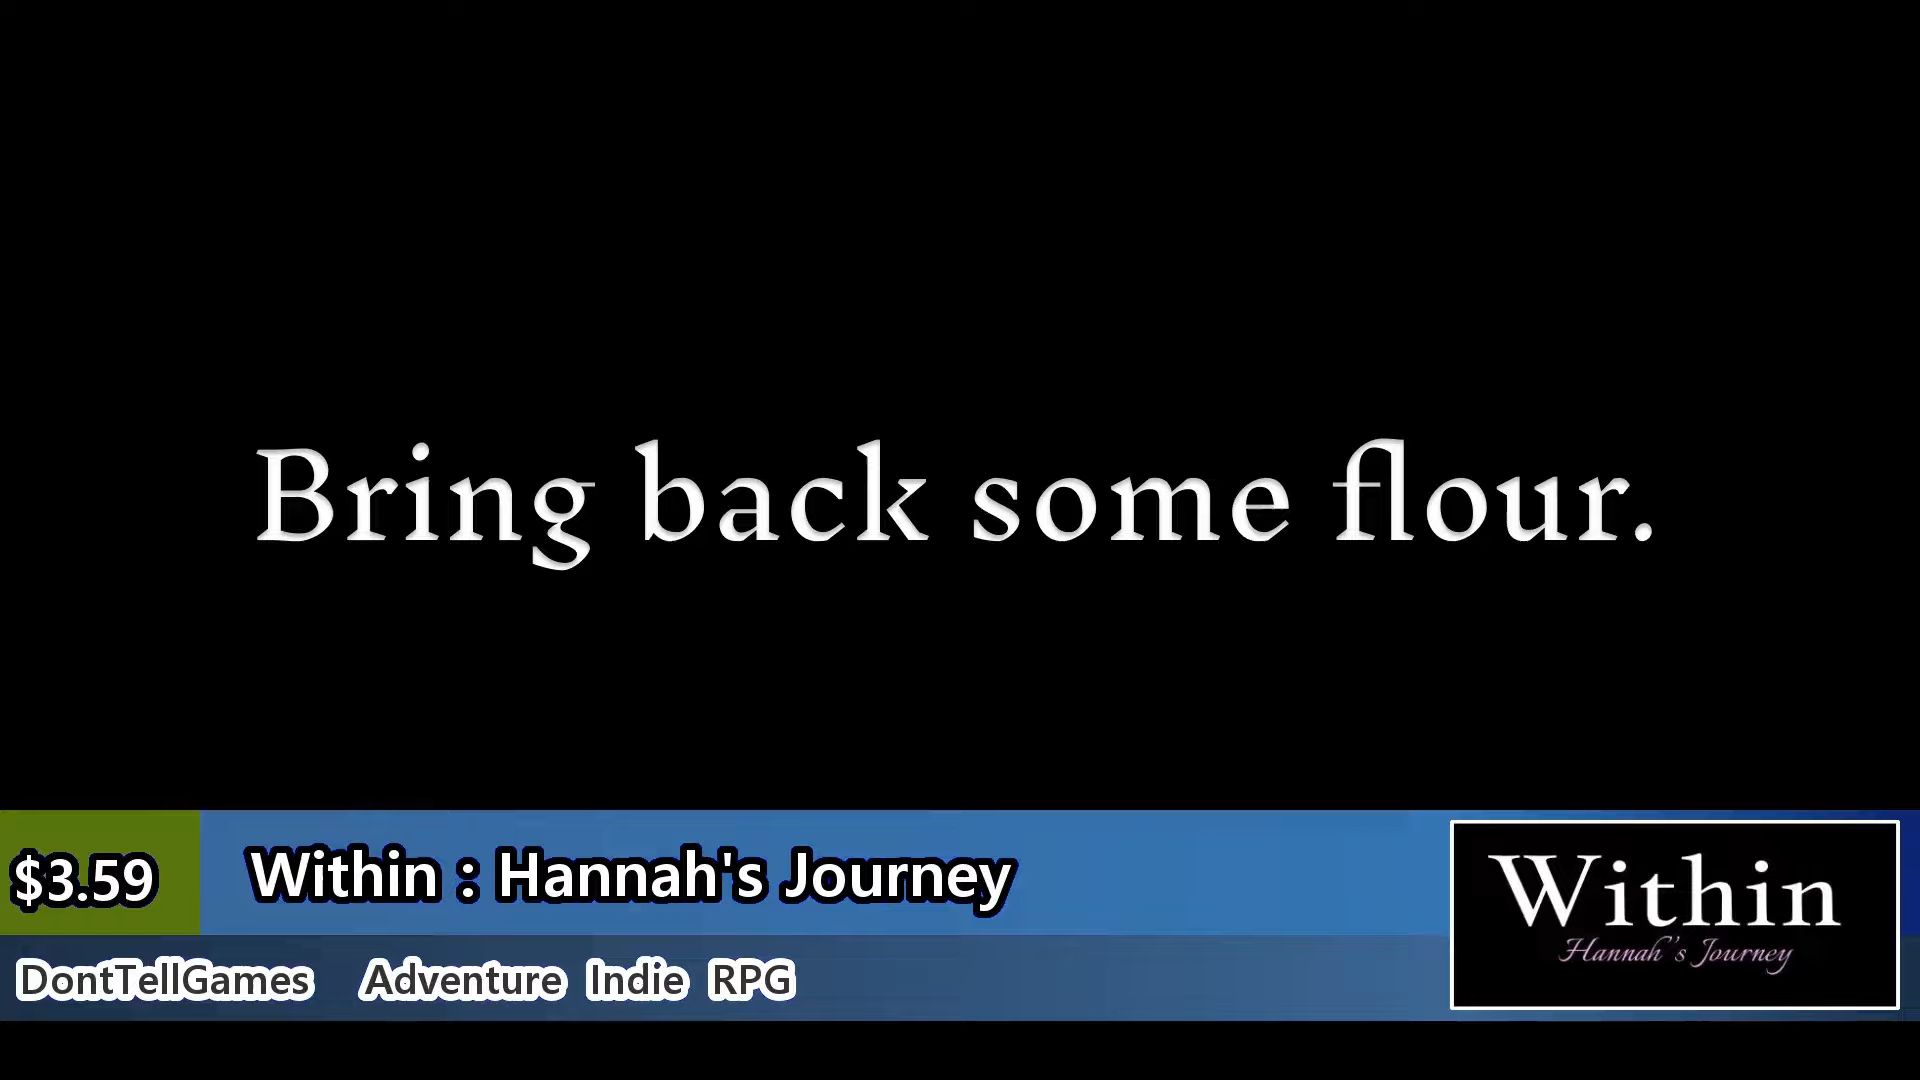 Bring back some flour.
$3.59
Within : Hannah's Journey
DontTellGames Adventure Indie RPG
Within
Hannah's Journey